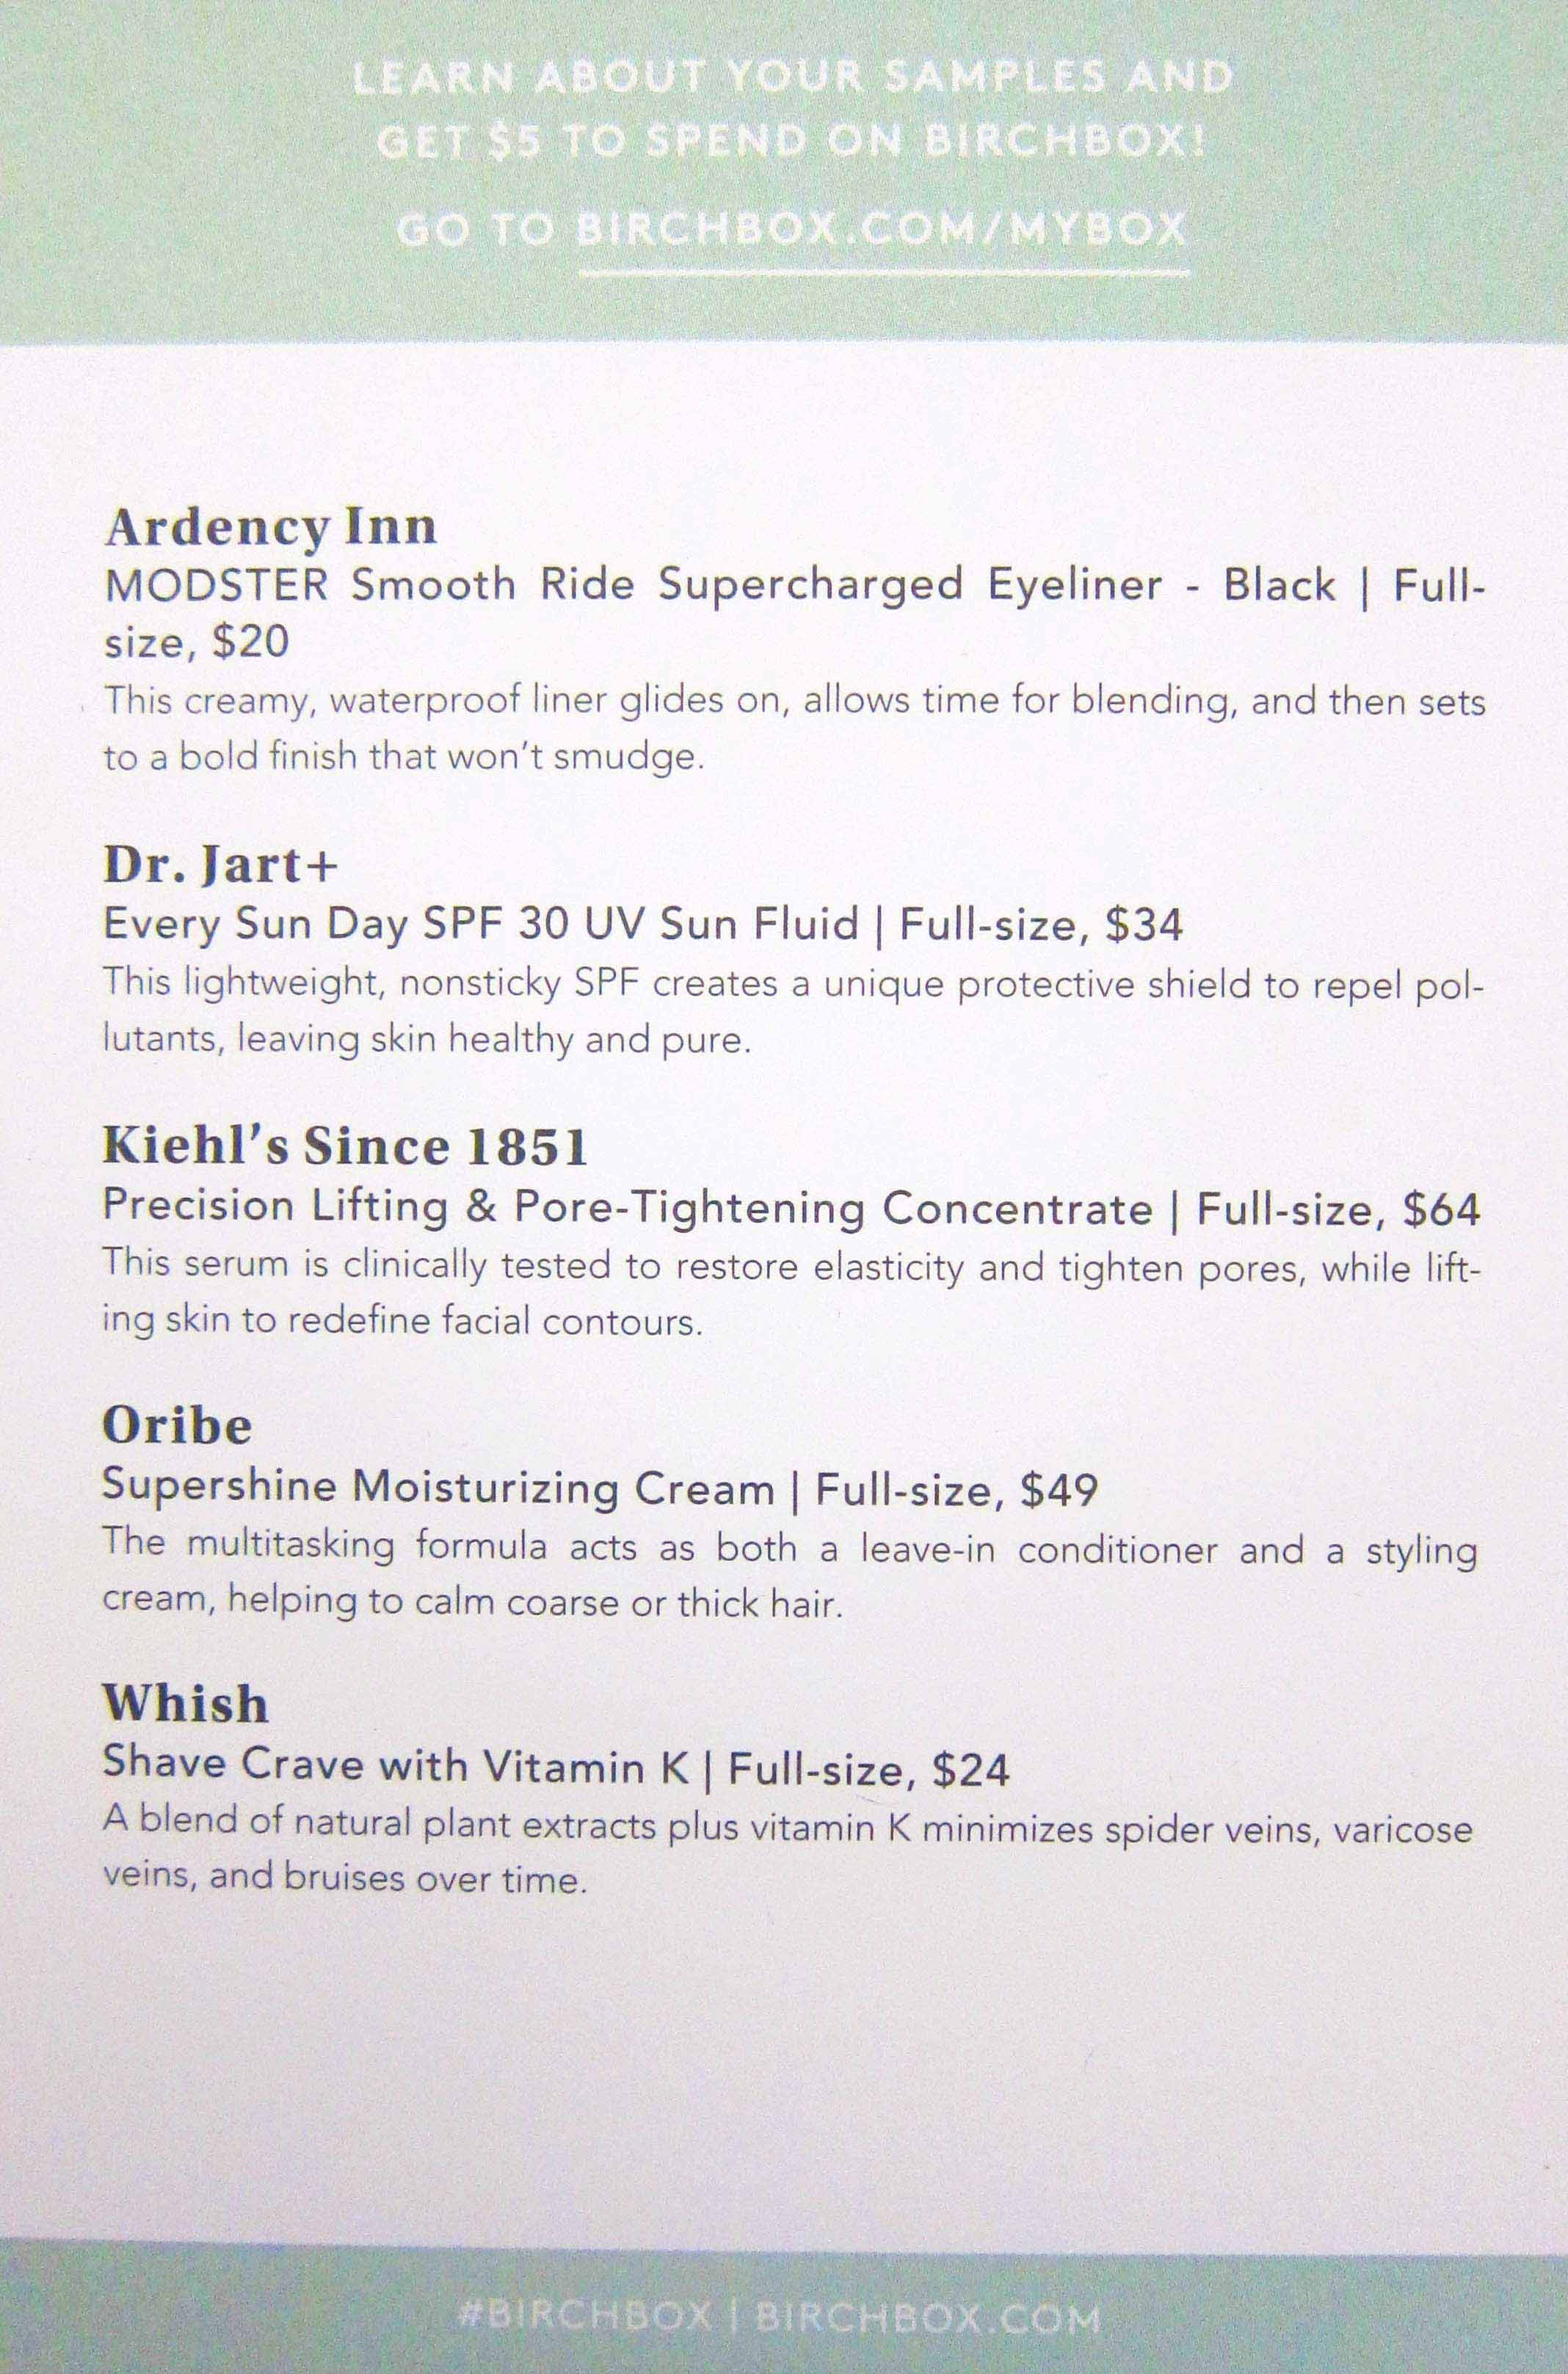 LEARN ABOUT YOUR SAMPLES AND
GET $5 TO SPEND ON BIRCHBOX!
GO TO BIRCHBOX.COM/MYBOX
Ardency Inn
MODSTER Smooth Ride Supercharged Eyeliner - Black | Full-
size, $20
This creamy, waterproof liner glides on, allows time for blending, and then sets
to a bold finish that won't smudge.
Dr. Jart+
Every Sun Day SPF 30 UV Sun Fluid | Full-size, $34
This lightweight, nonsticky SPF creates a unique protective shield to repel pol-
lutants, leaving skin healthy and pure.
Kiehl's Since 1851
Precision Lifting & Pore-Tightening Concentrate | Full-size, $64
This serum is clinically tested to restore elasticity and tighten pores, while lift-
ing skin to redefine facial contours.
Oribe
Supershine Moisturizing Cream | Full-size, $49
The multitasking formula acts as both a leave-in conditioner and a styling
cream, helping to calm coarse or thick hair.
Whish
Shave Crave with Vitamin K | Full-size, $24
A blend of natural plant extracts plus vitamin K minimizes spider veins, varicose
veins, and bruises over time.
#BIRCHBOX | BIRCHBOX.COM